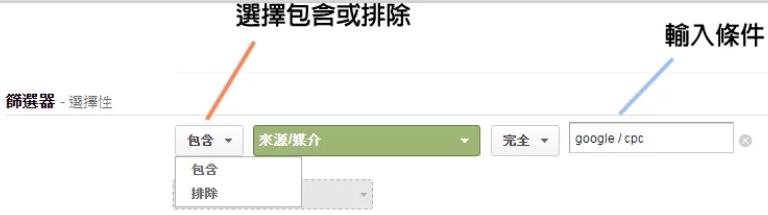 選擇包含或排除
輸入條件
篩選器 - 選擇性
包含 來源/媒介 完全 google / cpc
包含
排除